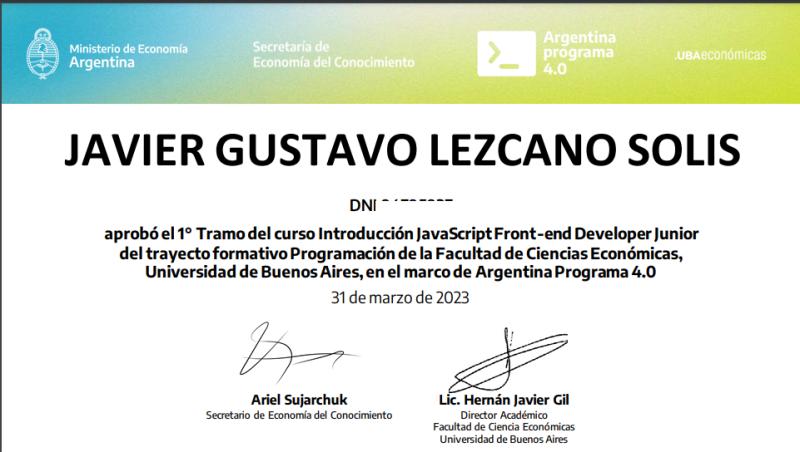 Ministerio de Economía
Argentina
Secretaría de
Economía del Conocimiento
Argentina
programa
4.0
.UBAeconómicas
JAVIER GUSTAVO LEZCANO SOLIS
DNI
aprobó el 1° Tramo del curso Introducción JavaScript Front-end Developer Junior
del trayecto formativo Programación de la Facultad de Ciencias Económicas,
Universidad de Buenos Aires, en el marco de Argentina Programa 4.0
31 de marzo de 2023
Ariel Sujarchuk
Secretario de Economía del Conocimiento
Lic. Hernán Javier Gil
Director Académico
Facultad de Ciencia Económicas
Universidad de Buenos Aires